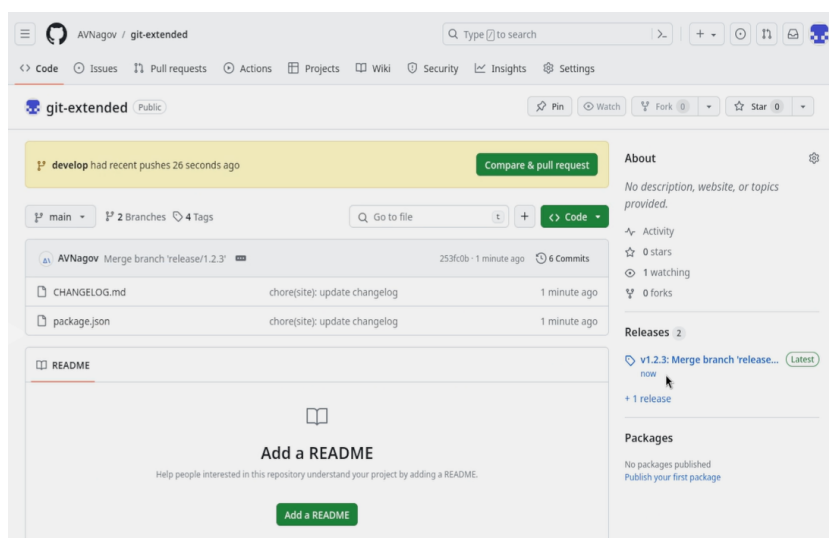 AVNagov / git-extended
Type / to search
Code Issues Pull requests Actions Projects Wiki Security Insights Settings
git-extended Public
Pin Watch Fork 0 Star 0
develop had recent pushes 26 seconds ago
Compare & pull request
main 2 Branches 4 Tags
Go to file t + Code
AVNagov Merge branch 'release/1.2.3' 253fc0b · 1 minute ago 6 Commits
CHANGELOG.md chore(site): update changelog 1 minute ago
package.json chore(site): update changelog 1 minute ago
README
Add a README
Help people interested in this repository understand your project by adding a README.
Add a README
About
No description, website, or topics
provided.
Activity
0 stars
1 watching
0 forks
Releases 2
v1.2.3: Merge branch 'release... Latest
now
+ 1 release
Packages
No packages published
Publish your first package